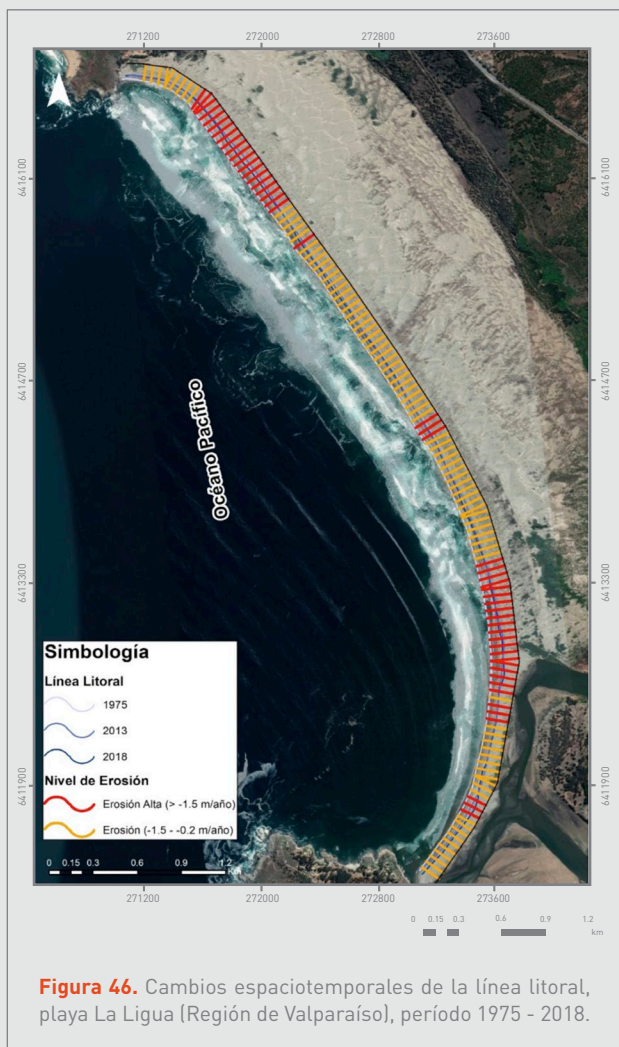 271200 272000 272800 273600
6416100 6416100
6414700 6414700
6413300 6413300
6411900 6411900
Océano Pacífico
Simbología
Línea Litoral
1975
2013
2018
Nivel de Erosión
Erosión Alta (> -1.5 m/año)
Erosión (-1.5 - -0.2 m/año)
0 0.15 0.3 0.6 0.9 1.2
Km
271200 272000 272800 273600
0 0.15 0.3 0.6 0.9 1.2
km
Figura 46. Cambios espaciotemporales de la línea litoral,
playa La Ligua (Región de Valparaíso), período 1975 - 2018.